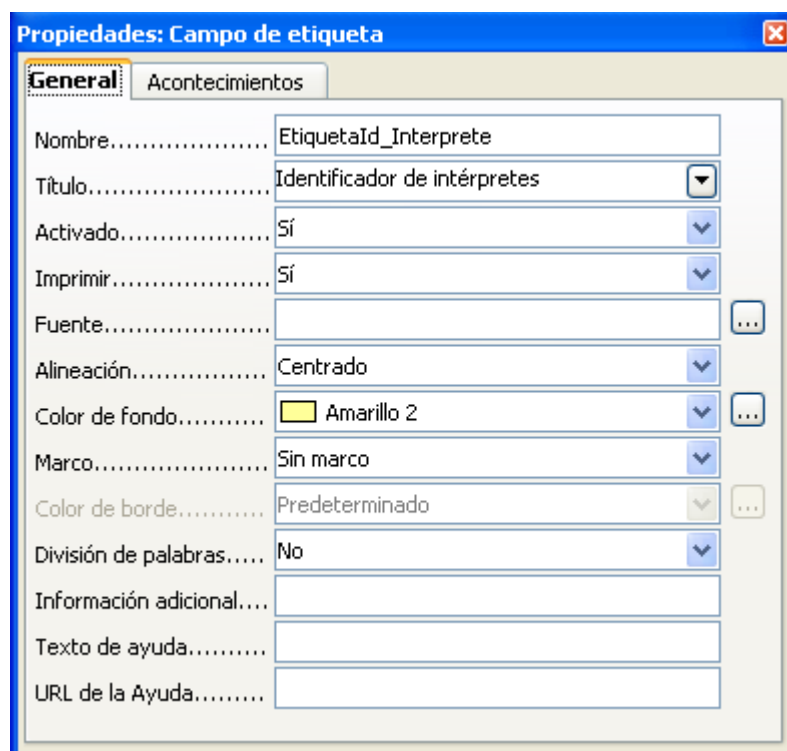 Propiedades: Campo de etiqueta
General Acontecimientos
Nombre.................... EtiquetaId_Interprete
Título....................... Identificador de intérpretes
Activado................... Sí
Imprimir.................... Sí
Fuente..................... ...
Alineación................. Centrado
Color de fondo........... Amarillo 2 ...
Marco...................... Sin marco
Color de borde........... Predeterminado ...
División de palabras..... No
Información adicional....
Texto de ayuda..........
URL de la Ayuda.........